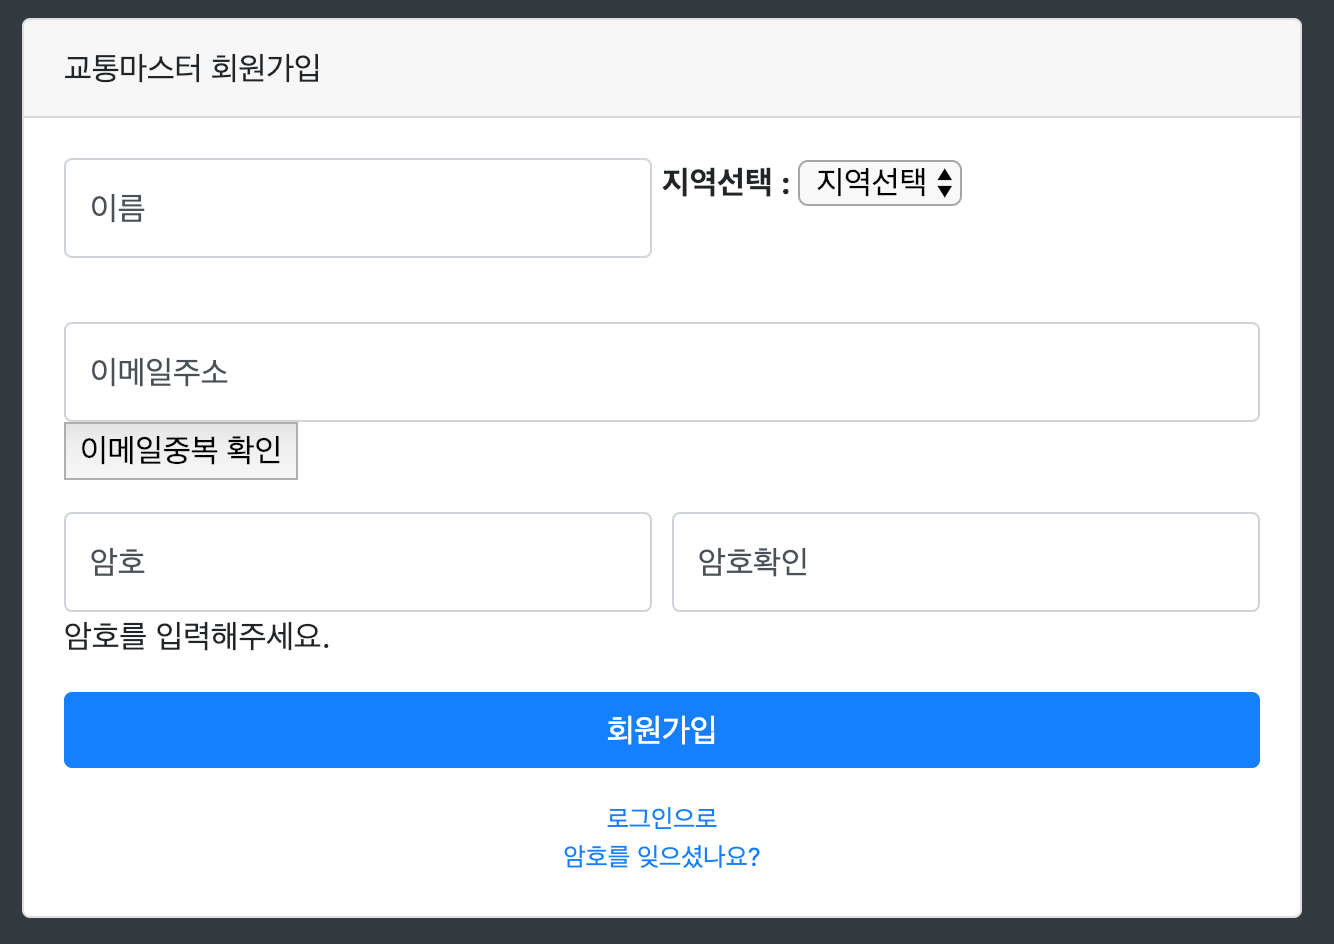 교통마스터 회원가입
이름
지역선택 : 지역선택
이메일주소
이메일중복 확인
암호
암호확인
암호를 입력해주세요.
회원가입
로그인으로
암호를 잊으셨나요?